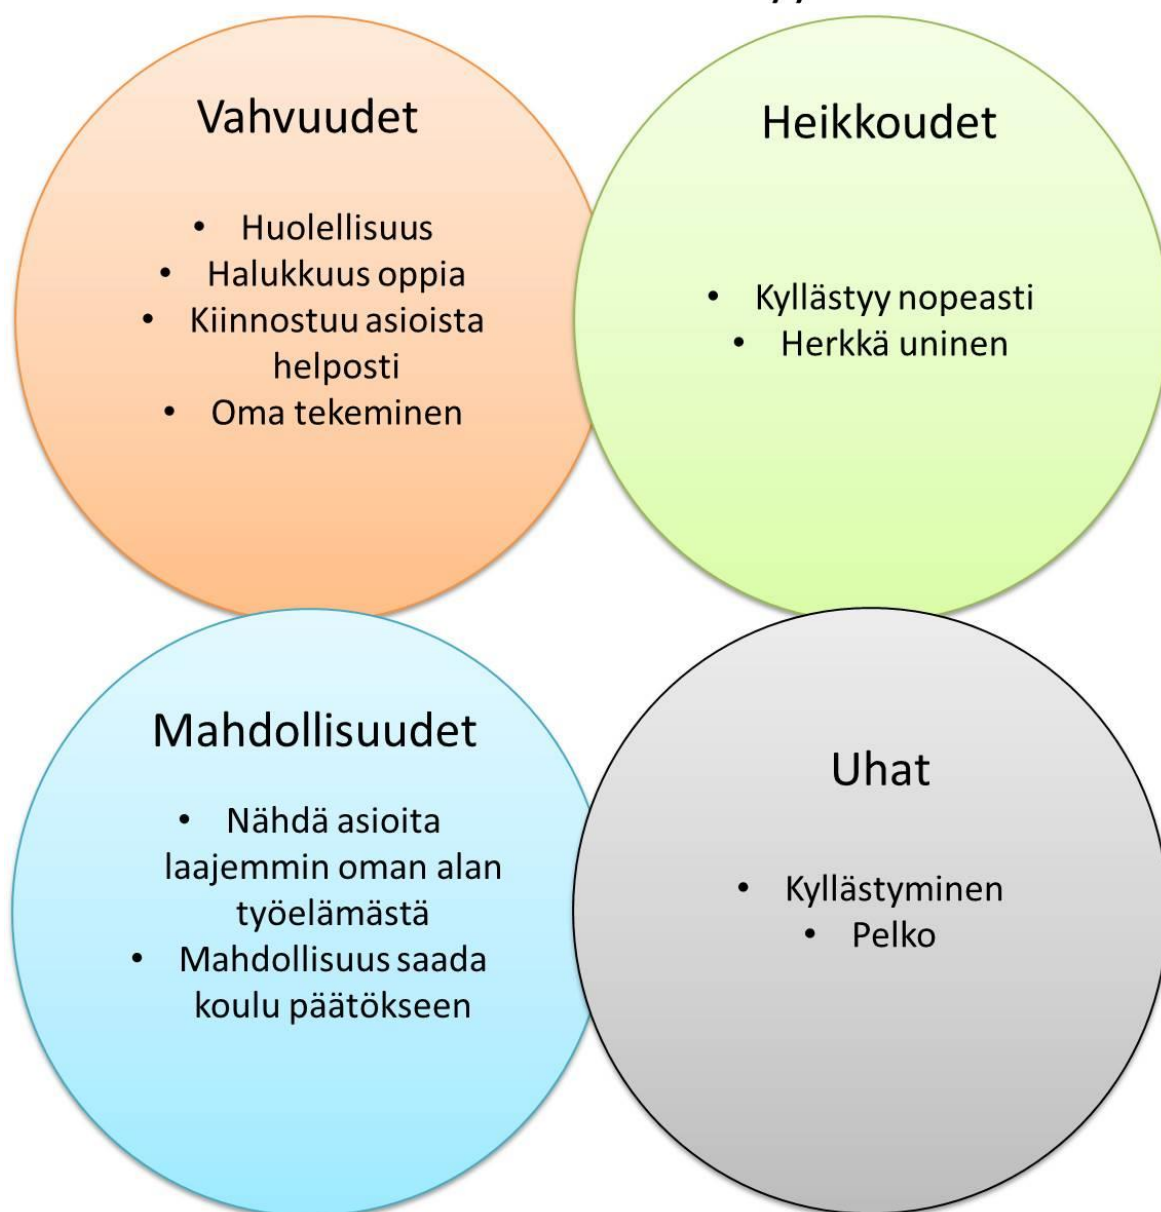 Vahvuudet
• Huolellisuus
• Halukkuus oppia
• Kiinnostuu asioista
helposti
• Oma tekeminen
Heikkoudet
• Kyllästyy nopeasti
• Herkkä uninen
Mahdollisuudet
• Nähdä asioita
laajemmin oman alan
työelämästä
• Mahdollisuus saada
koulu päätökseen
Uhat
• Kyllästyminen
• Pelko